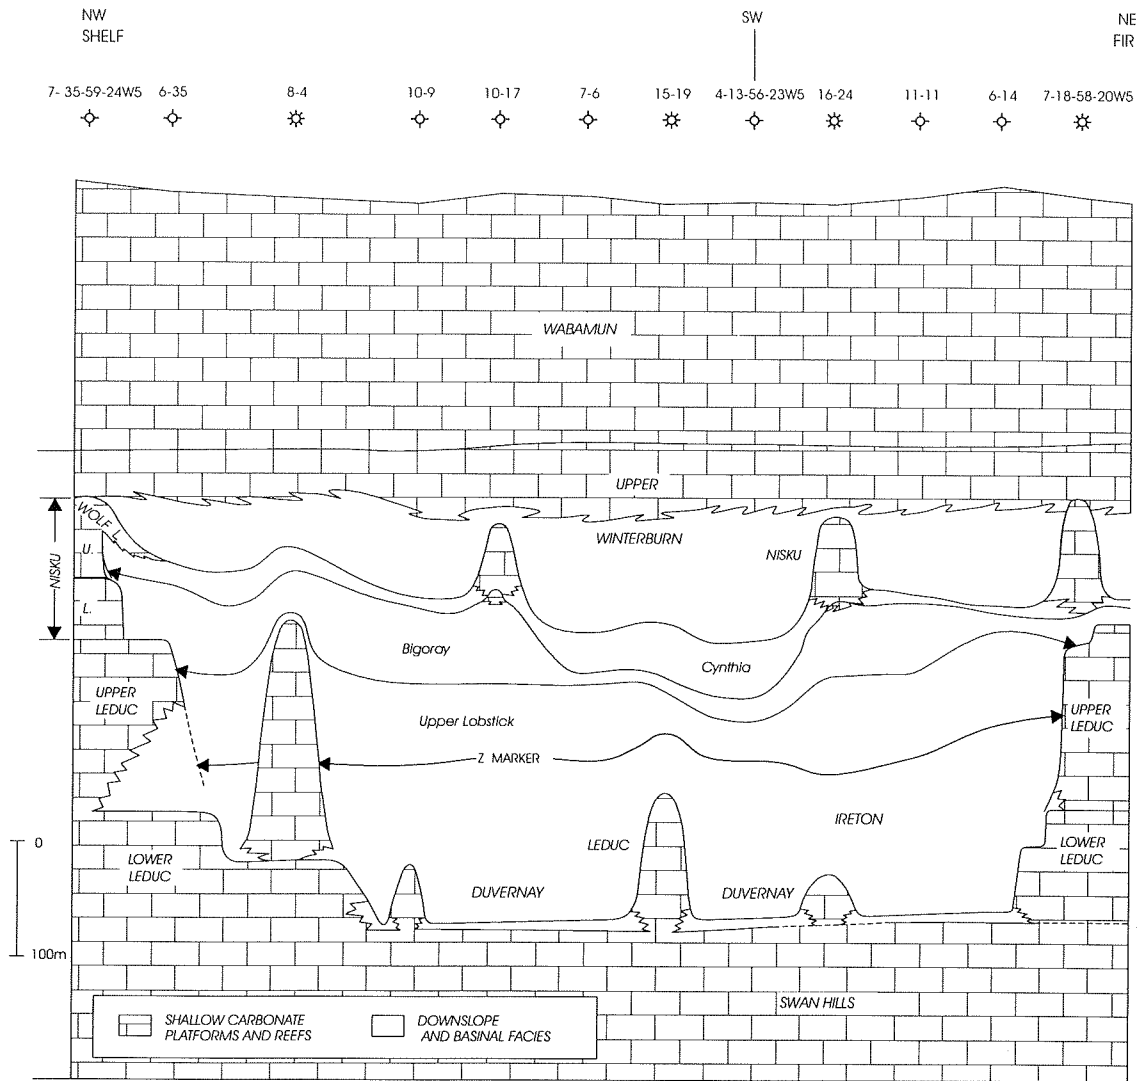 NW
SHELF
SW
NE
FIR
7- 35-59-24W5
6-35
8-4
10-9
10-17
7-6
15-19
4-13-56-23W5
16-24
11-11
6-14
7-18-58-20W5
WABAMUN
UPPER
WOLF L.
WINTERBURN
NISKU
U.
NISKU
L.
Bigoray
Cynthia
UPPER
LEDUC
Upper Lobstick
UPPER
LEDUC
Z MARKER
IRETON
0
LEDUC
LOWER
LEDUC
LOWER
LEDUC
DUVERNAY
DUVERNAY
100m
SWAN HILLS
SHALLOW CARBONATE
PLATFORMS AND REEFS
DOWNSLOPE
AND BASINAL FACIES